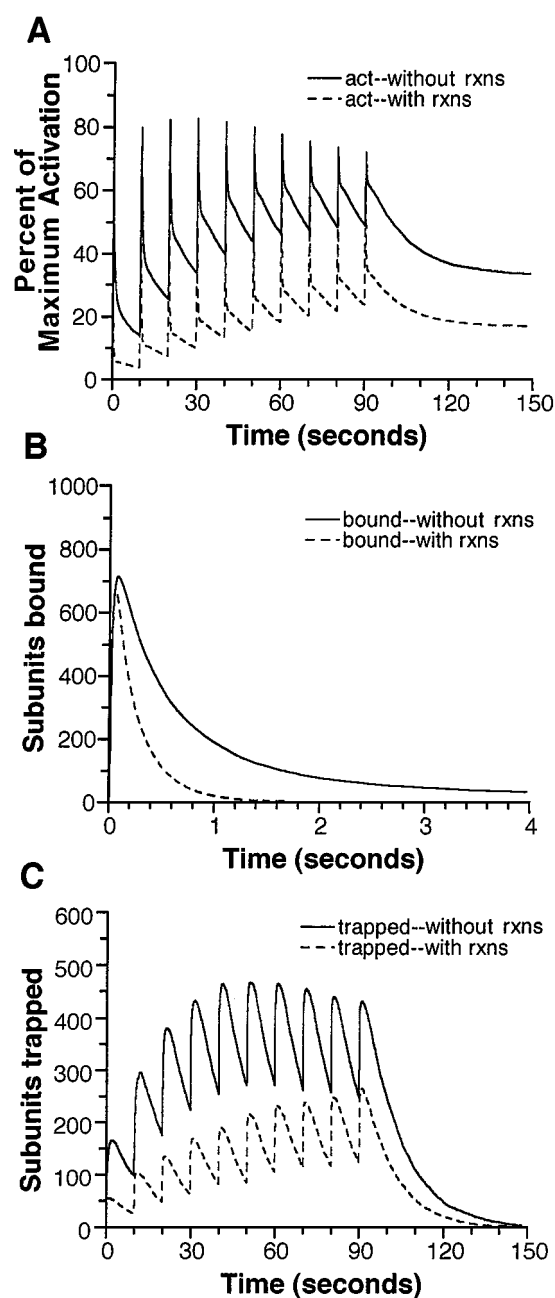 A
act--without rxns
act--with rxns
Percent of
Maximum Activation
100
80
60
40
20
0
0 30 60 90 120 150
Time (seconds)
B
bound--without rxns
bound--with rxns
Subunits bound
1000
800
600
400
200
0
0 1 2 3 4
Time (seconds)
C
trapped--without rxns
trapped--with rxns
Subunits trapped
600
500
450
300
250
150
100
0
0 30 60 90 120 150
Time (seconds)